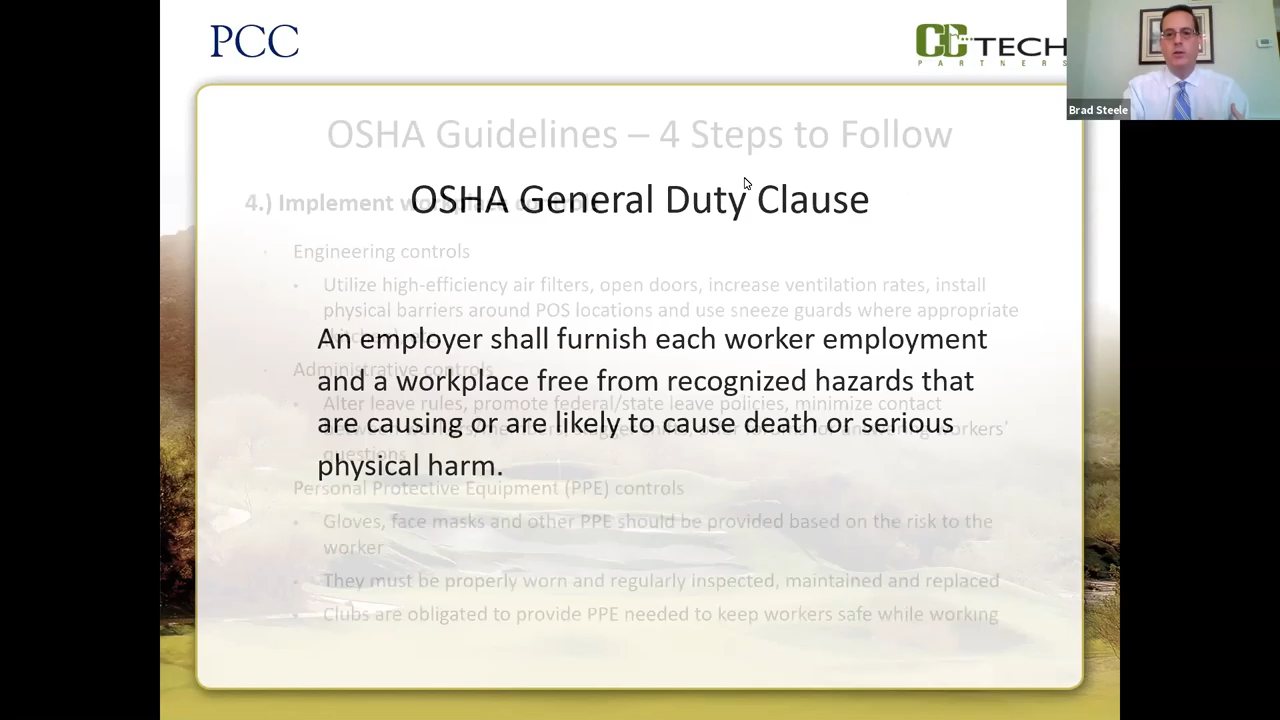 PCC
CC TECH
PARTNERS
Brad Steele
OSHA Guidelines – 4 Steps to Follow
OSHA General Duty Clause
4.) Implement
Engineering controls
Utilize high-efficiency air filters, open doors, increase ventilation rates, install
physical barriers around POS locations and use sneeze guards where appropriate
An employer shall furnish each worker employment
and a workplace free from recognized hazards that
are causing or are likely to cause death or serious
physical harm.
Administrative controls
Alter leave rules, promote federal/state leave policies, minimize contact
workers'
questions
Personal Protective Equipment (PPE) controls
Gloves, face masks and other PPE should be provided based on the risk to the
worker
They must be properly worn and regularly inspected, maintained and replaced
Clubs are obligated to provide PPE needed to keep workers safe while working